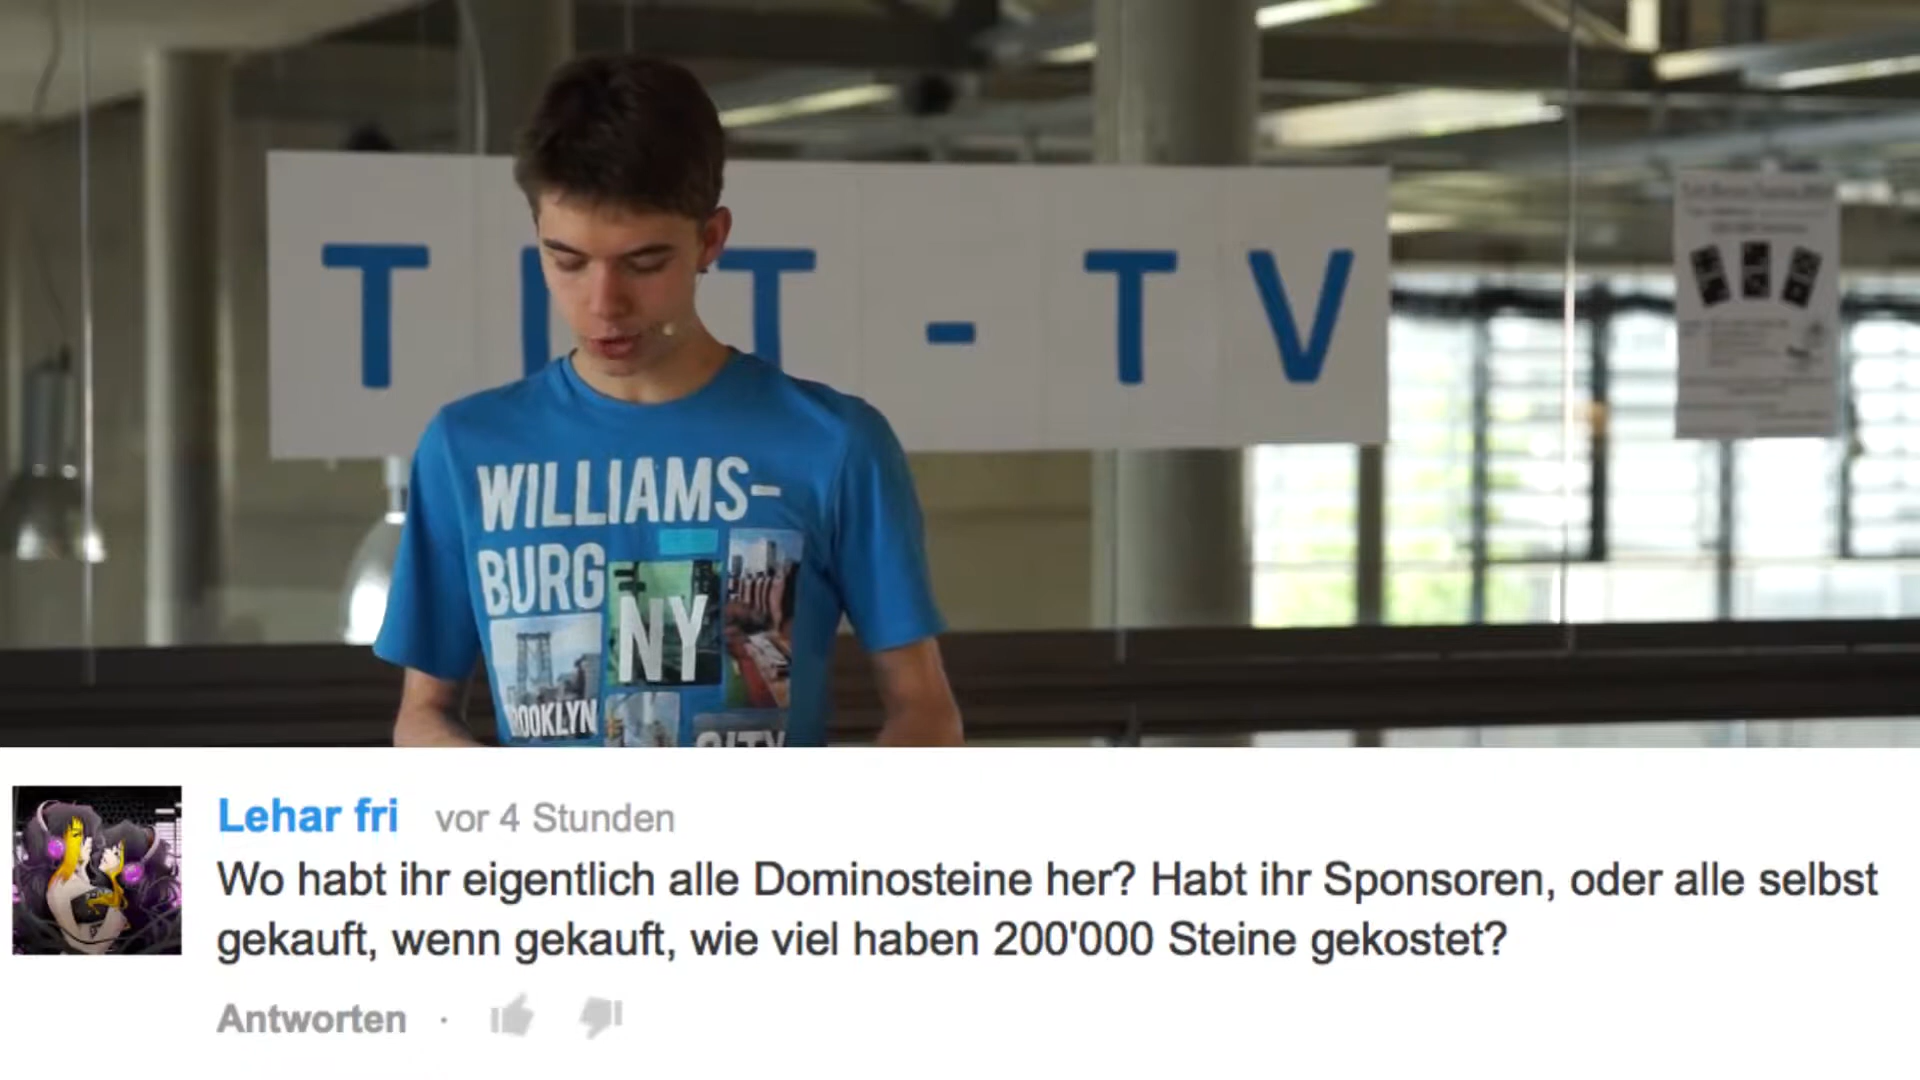 T T - TV
WILLIAMS-
BURG
NY
CITY
Lehar fri vor 4 Stunden
Wo habt ihr eigentlich alle Dominosteine her? Habt ihr Sponsoren, oder alle selbst
gekauft, wenn gekauft, wie viel haben 200'000 Steine gekostet?
Antworten ·